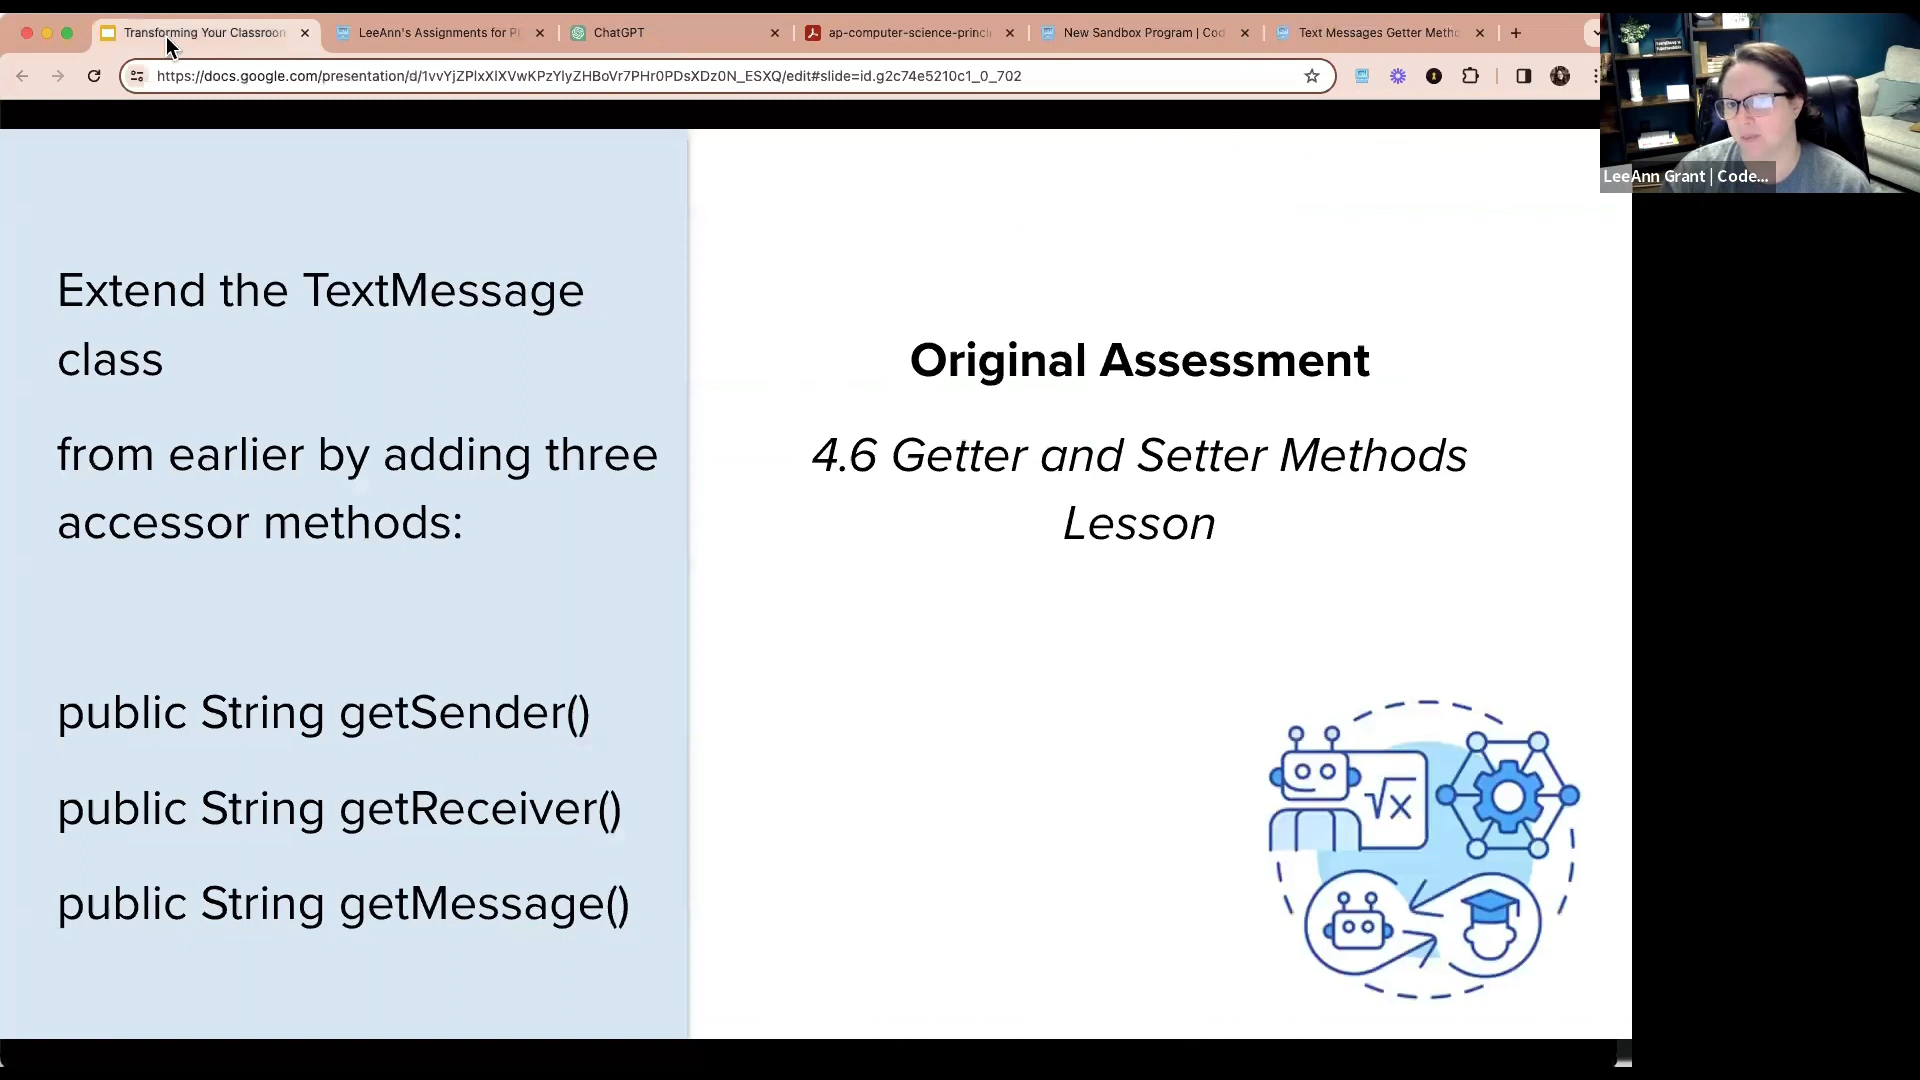 Transforming Your Classroom
LeeAnn's Assignments for Pl
ChatGPT
ap-computer-science-princi
New Sandbox Program | Cod
Text Messages Getter Metho
https://docs.google.com/presentation/d/1vvYjZPlxXlXVwKPzYlyZHBoVr7PHr0PDsXDz0N_ESXQ/edit#slide=id.g2c74e5210c1_0_702
LeeAnn Grant | Code...
Extend the TextMessage
class
from earlier by adding three
accessor methods:
public String getSender()
public String getReceiver()
public String getMessage()
Original Assessment
4.6 Getter and Setter Methods
Lesson
√x